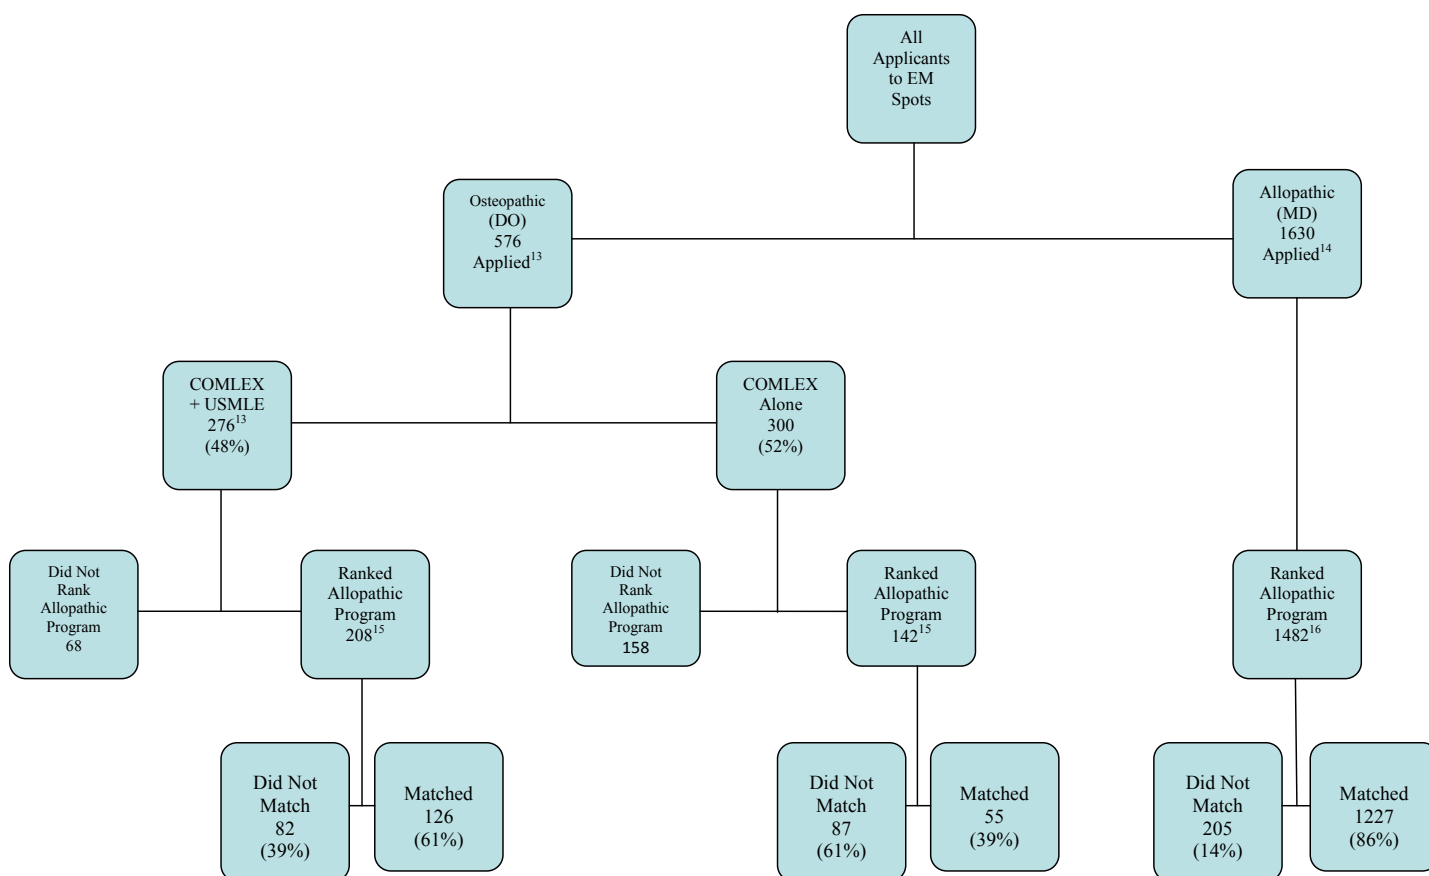 All
Applicants
to EM
Spots
Osteopathic
(DO)
576
Applied13
Allopathic
(MD)
1630
Applied14
COMLEX
+ USMLE
27613
(48%)
COMLEX
Alone
300
(52%)
Did Not
Rank
Allopathic
Program
68
Ranked
Allopathic
Program
20815
Did Not
Rank
Allopathic
Program
158
Ranked
Allopathic
Program
14215
Ranked
Allopathic
Program
148216
Did Not
Match
82
(39%)
Matched
126
(61%)
Did Not
Match
87
(61%)
Matched
55
(39%)
Did Not
Match
205
(14%)
Matched
1227
(86%)